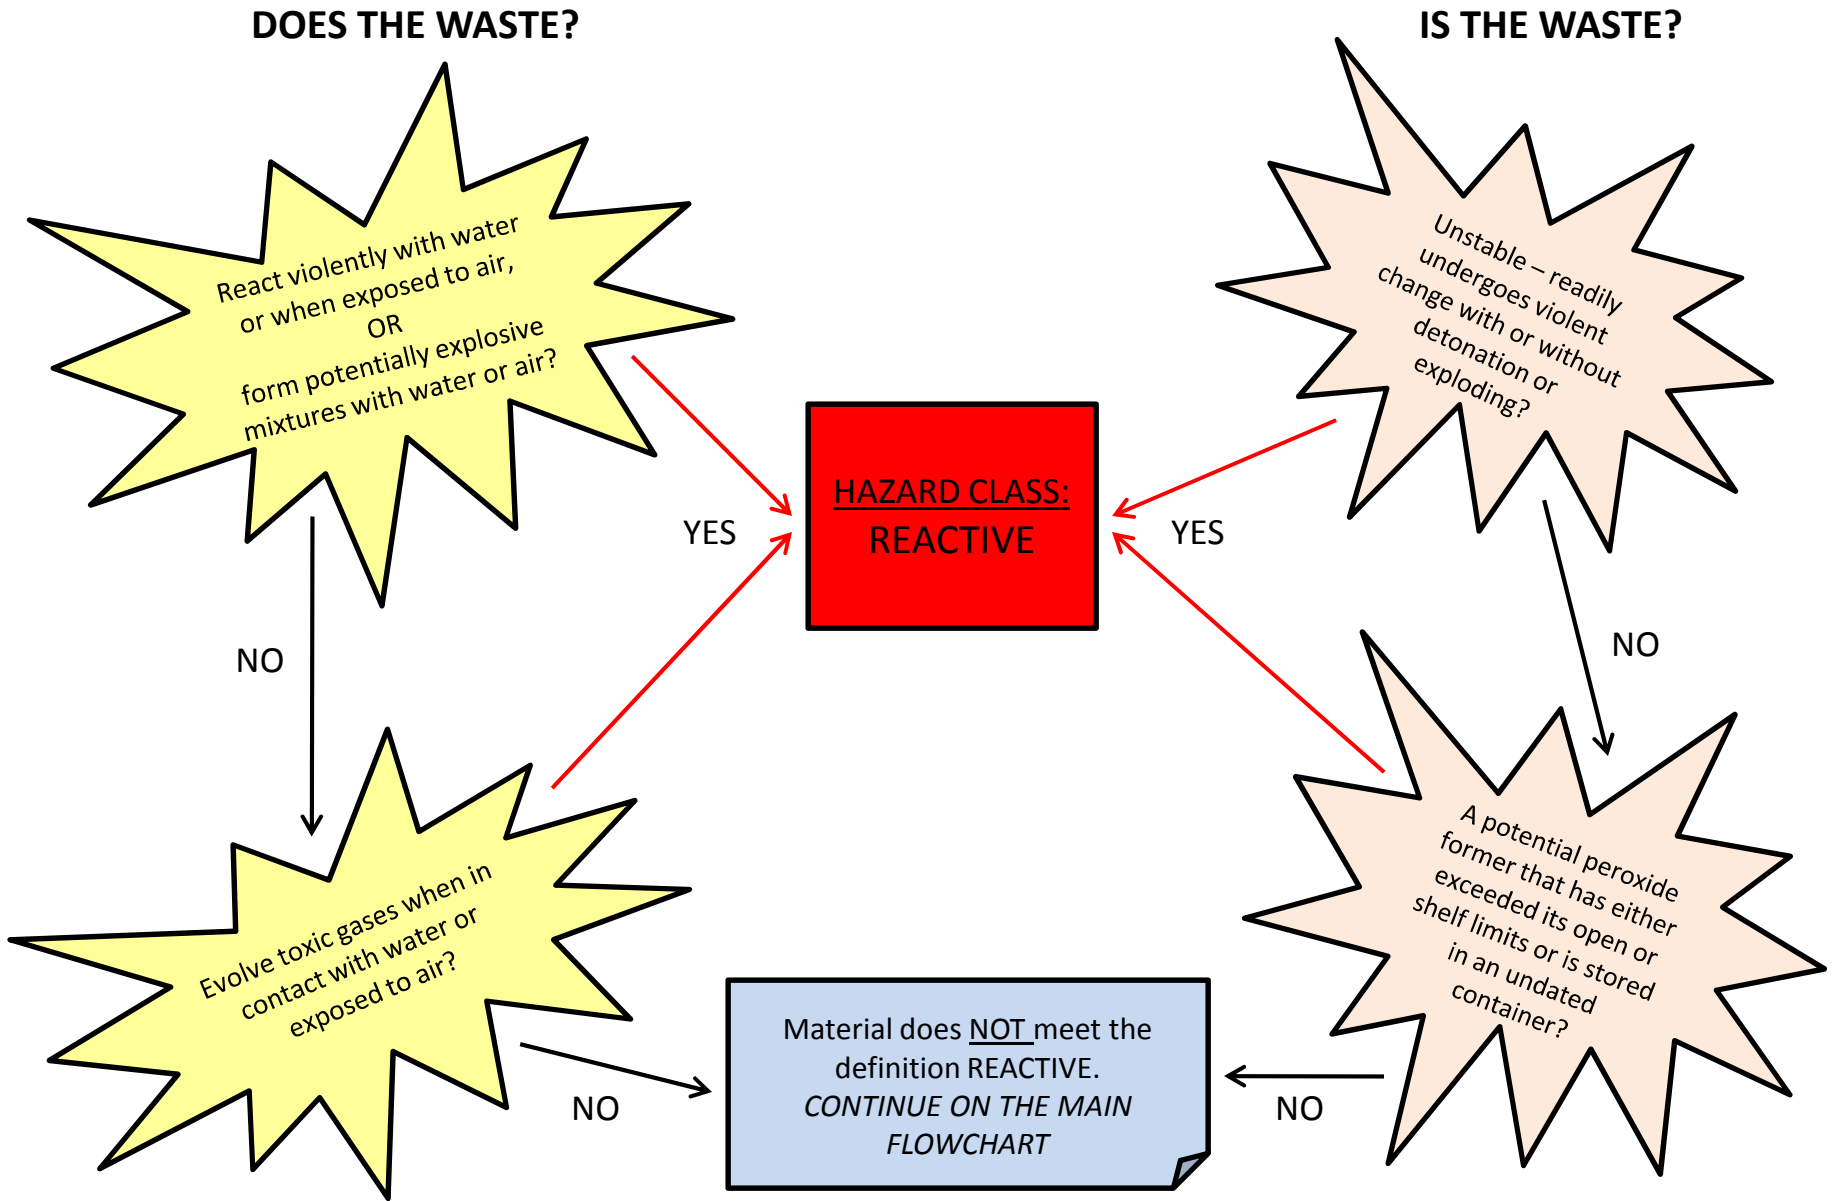 DOES THE WASTE?
IS THE WASTE?
React violently with water
or when exposed to air,
OR
form potentially explosive
mixtures with water or air?
Unstable – readily
undergoes violent
change with or without
detonation or
exploding?
HAZARD CLASS:
REACTIVE
YES
YES
NO
NO
Evolve toxic gases when in
contact with water or
exposed to air?
A potential peroxide
former that has either
exceeded its open or
shelf limits or is stored
in an undated
container?
Material does NOT meet the
definition REACTIVE.
CONTINUE ON THE MAIN
FLOWCHART
NO
NO